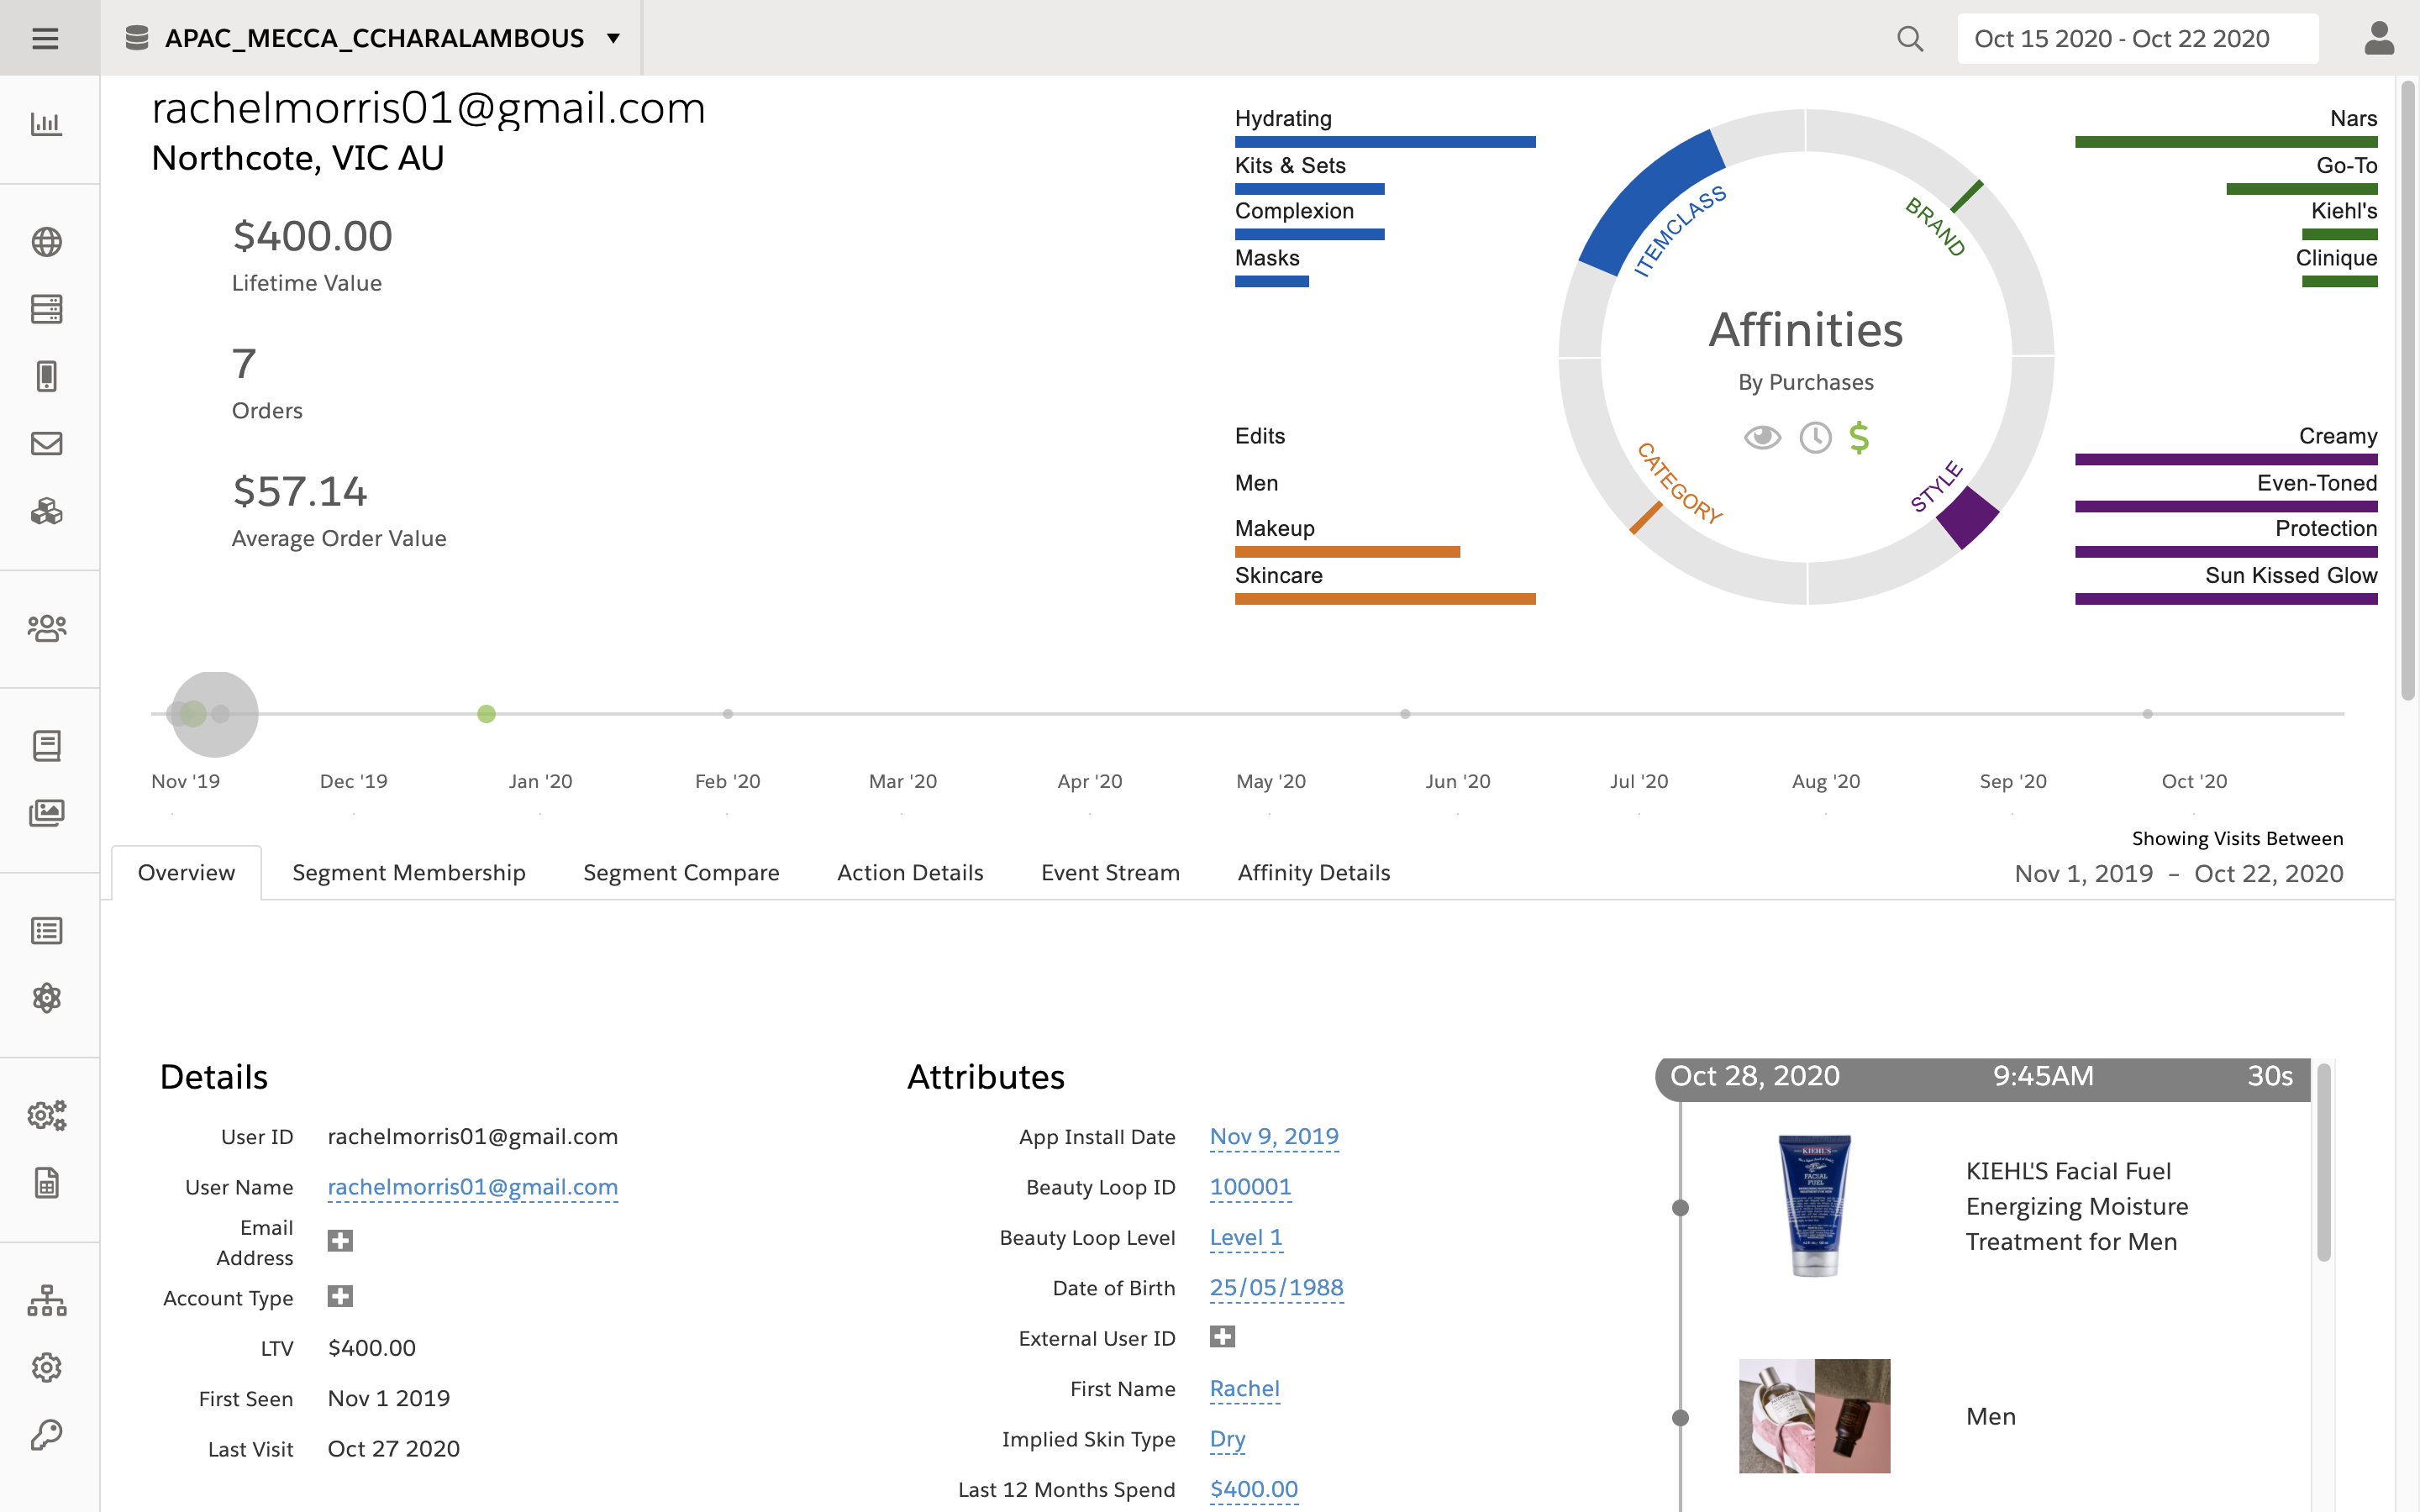 APAC_MECCA_CCHARALAMBOUS
Oct 15 2020 - Oct 22 2020
rachelmorris01@gmail.com
Northcote, VIC AU
$400.00
Lifetime Value
7
Orders
$57.14
Average Order Value
Hydrating
Kits & Sets
Complexion
Masks
Edits
Men
Makeup
Skincare
ITEMCLASS
BRAND
CATEGORY
STYLE
Affinities
By Purchases
Nars
Go-To
Kiehl's
Clinique
Creamy
Even-Toned
Protection
Sun Kissed Glow
Nov '19 Dec '19 Jan '20 Feb '20 Mar '20 Apr '20 May '20 Jun '20 Jul '20 Aug '20 Sep '20 Oct '20
Showing Visits Between
Nov 1, 2019 – Oct 22, 2020
Overview Segment Membership Segment Compare Action Details Event Stream Affinity Details
Details
User ID rachelmorris01@gmail.com
User Name rachelmorris01@gmail.com
Email
Address
Account Type
LTV $400.00
First Seen Nov 1 2019
Last Visit Oct 27 2020
Attributes
App Install Date Nov 9, 2019
Beauty Loop ID 100001
Beauty Loop Level Level 1
Date of Birth 25/05/1988
External User ID
First Name Rachel
Implied Skin Type Dry
Last 12 Months Spend $400.00
Oct 28, 2020 9:45AM 30s
KIEHL'S
FACIAL
FUEL
KIEHL'S Facial Fuel
Energizing Moisture
Treatment for Men
Men